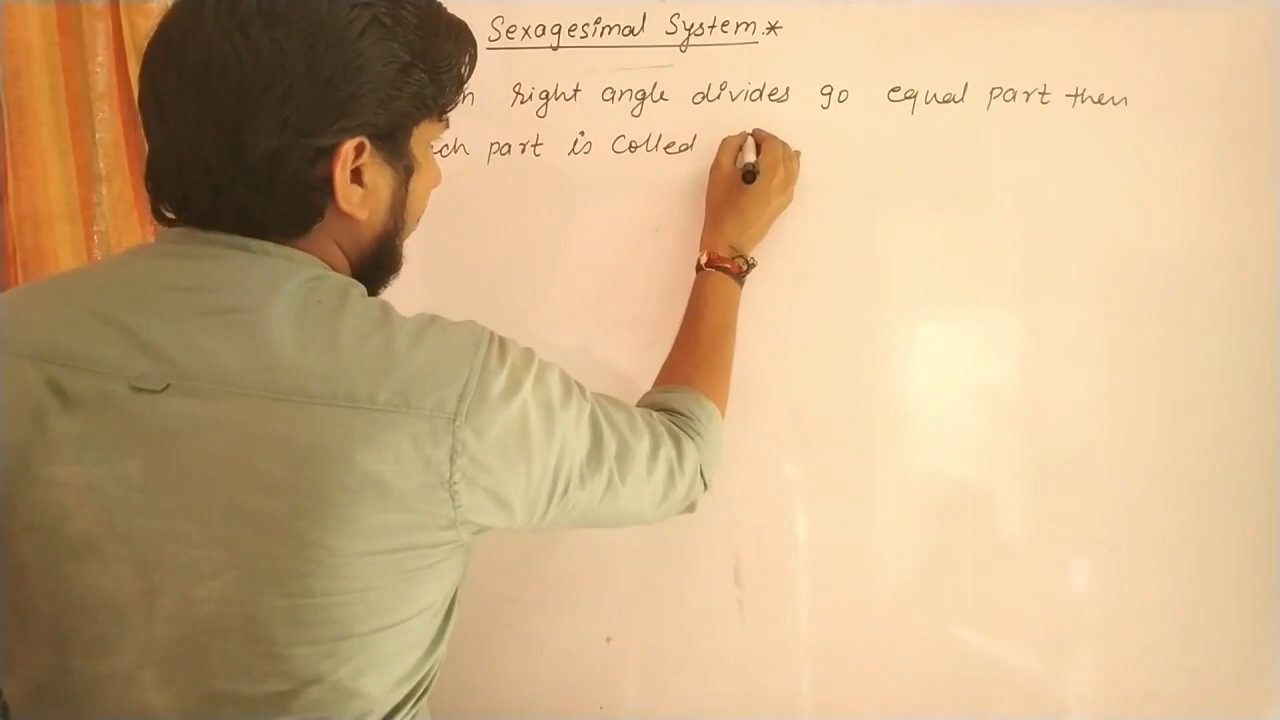 Sexagesimal System.*
right angle divides 90 equal part then
part is Colled